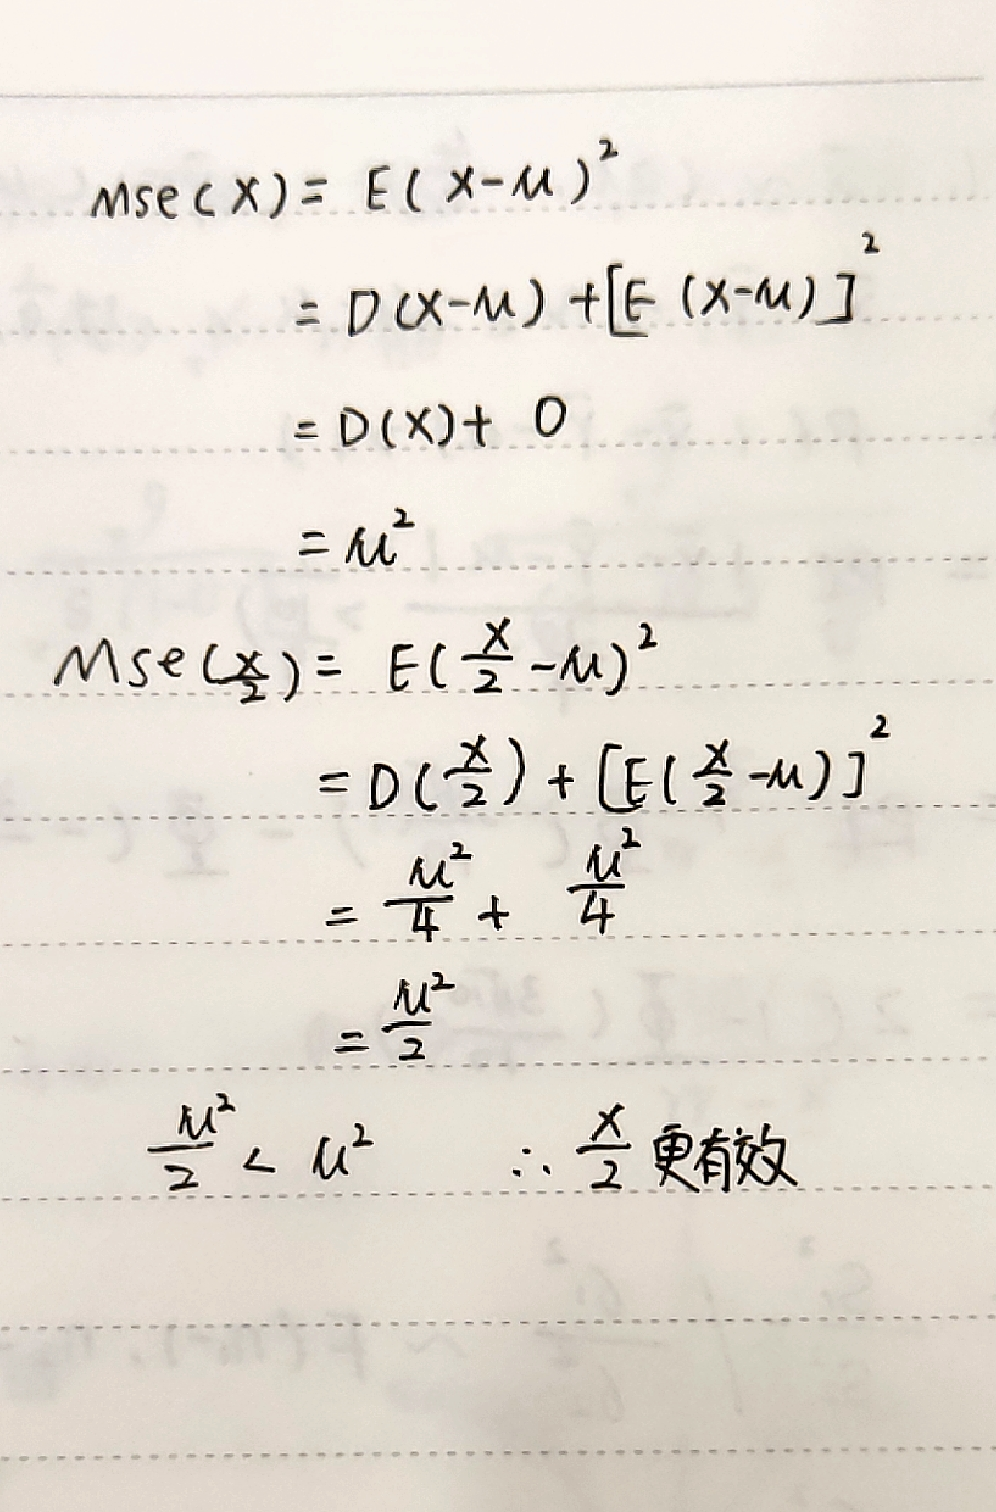 Mse(X) = E(X-μ)²
= D(X-μ) + [E(X-μ)]²
= D(X) + 0
= μ²
Mse(X/2) = E(X/2 - μ)²
= D(X/2) + [E(X/2 - μ)]²
= μ²/4 + μ²/4
= μ²/2
μ²/2 < μ² ∴ X/2 更有效